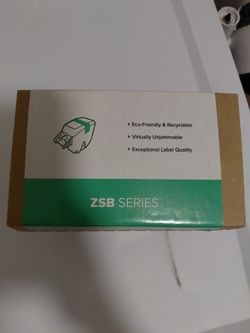 Eco-Friendly & Recyclable
Virtually Unjammable
Exceptional Label Quality
ZSB SERIES